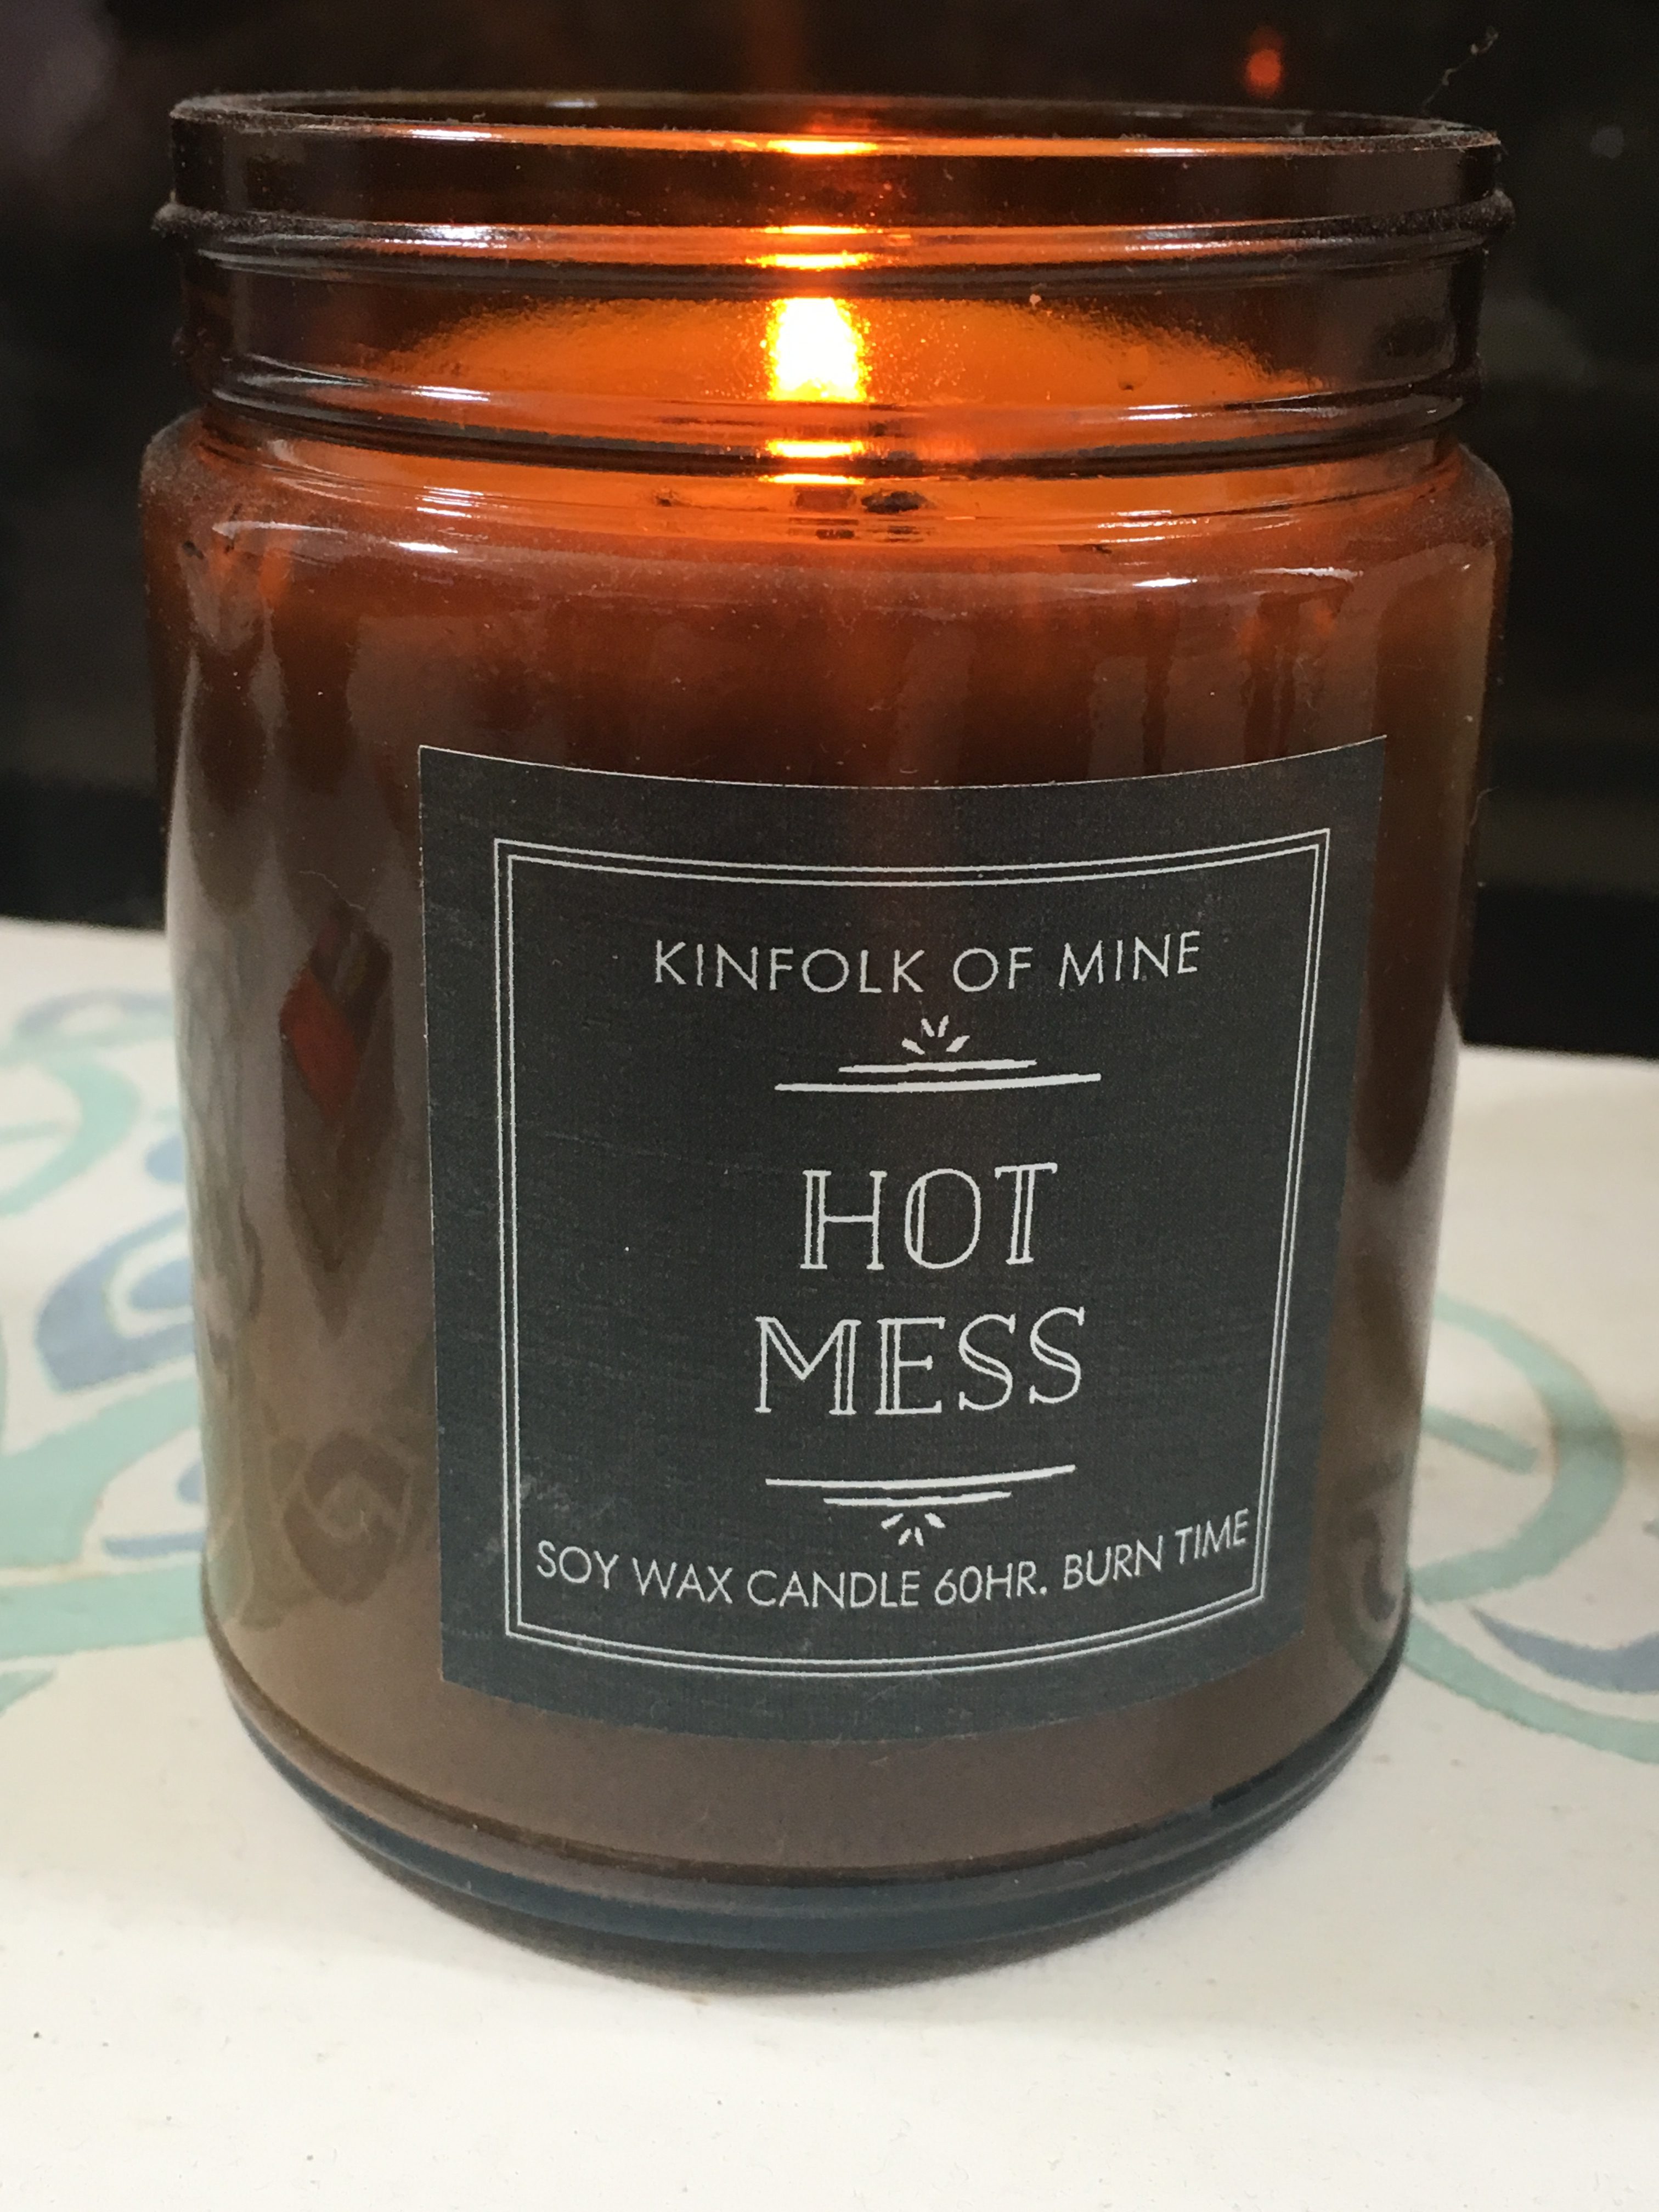 KINFOLK OF MINE
HOT
MESS
SOY WAX CANDLE 60HR. BURN TIME